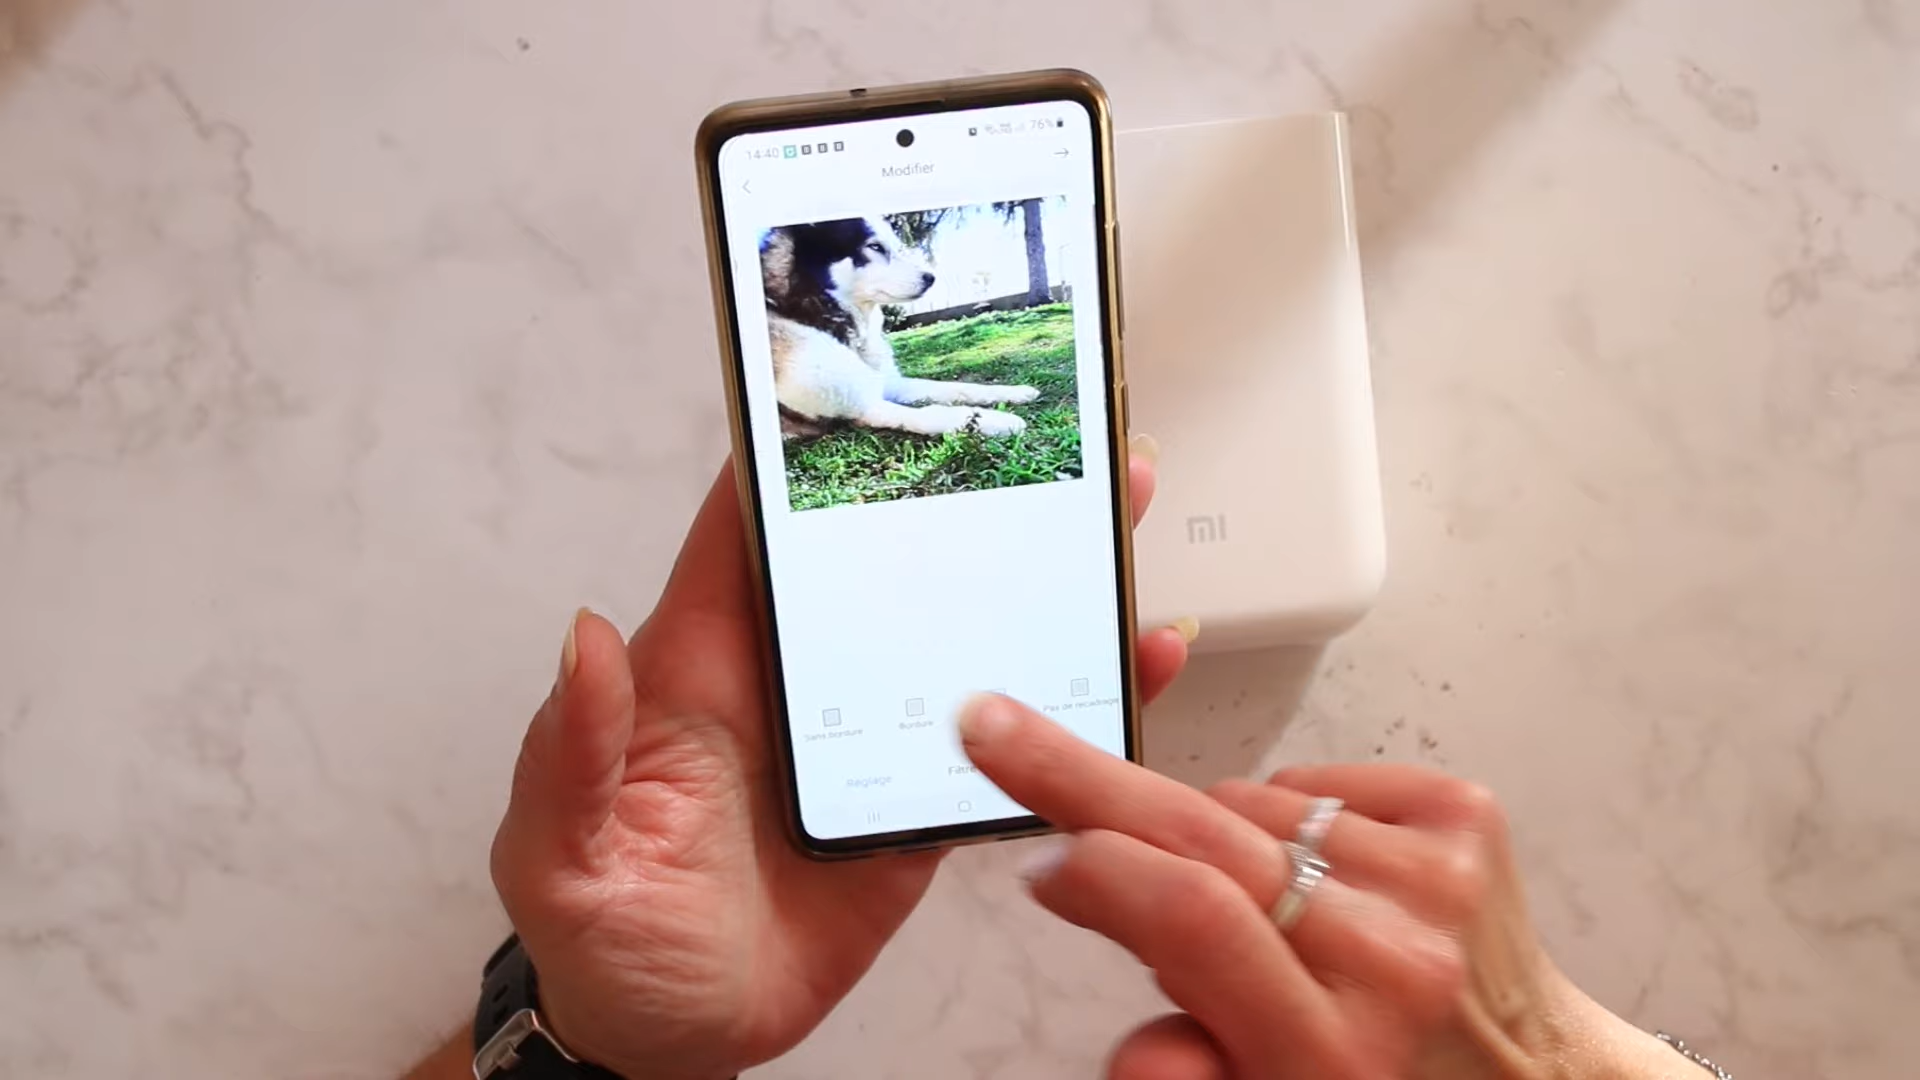 14:40
76%
Modifier
Sans bordure
Bordure
Pas de recadrage
Réglage
Filtre
mi